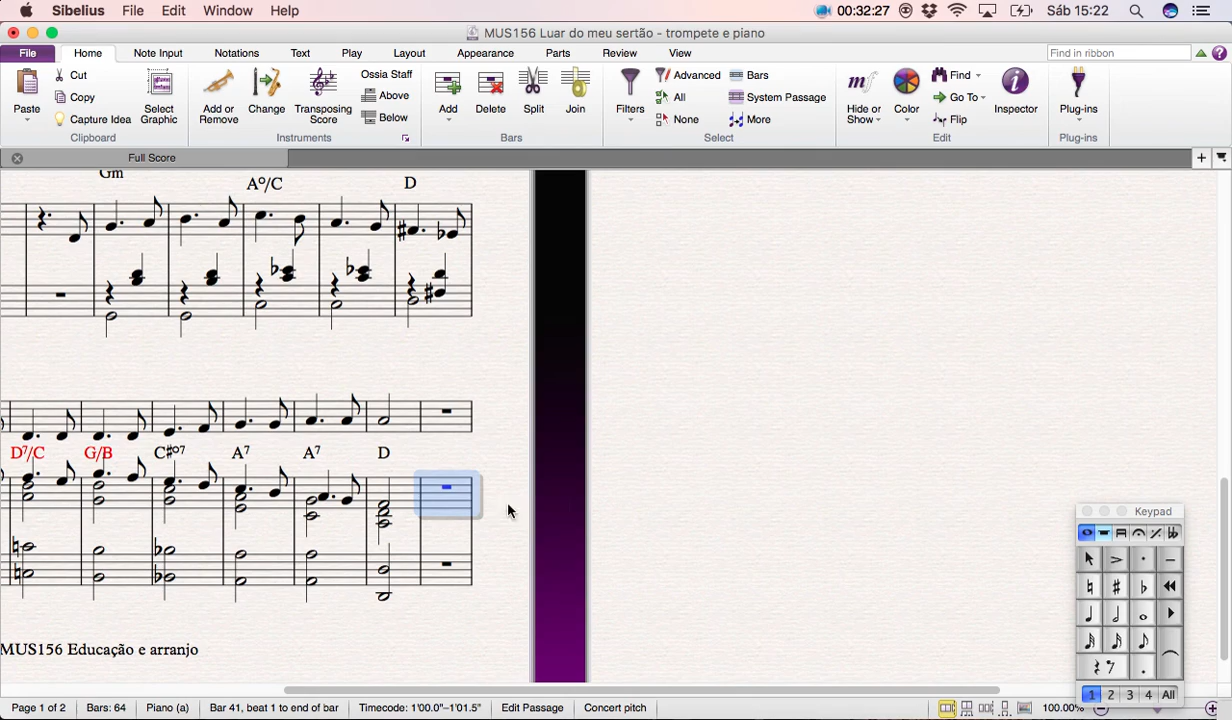 Sibelius File Edit Window Help 00:32:27 Sáb 15:22
MUS156 Luar do meu sertão - trompete e piano
File Home Note Input Notations Text Play Layout Appearance Parts Review View Find in ribbon
Paste Cut Copy Capture Idea Select Graphic Add or Remove Change Transposing Score Ossia Staff Above Below Add Delete Split Join Filters Advanced All None Bars System Passage More Hide or Show Color Find Go To Flip Inspector Plug-ins
Clipboard Instruments Bars Select Edit Plug-ins
Full Score
Gm
A°/C D
D7/C G/B C#ø7 A7 A7 D
MUS156 Educação e arranjo
Keypad
1 2 3 4 All
Page 1 of 2 Bars: 64 Piano (a) Bar 41, beat 1 to end of bar Timecode: 1'00.0"–1'01.5" Edit Passage Concert pitch 100.00%